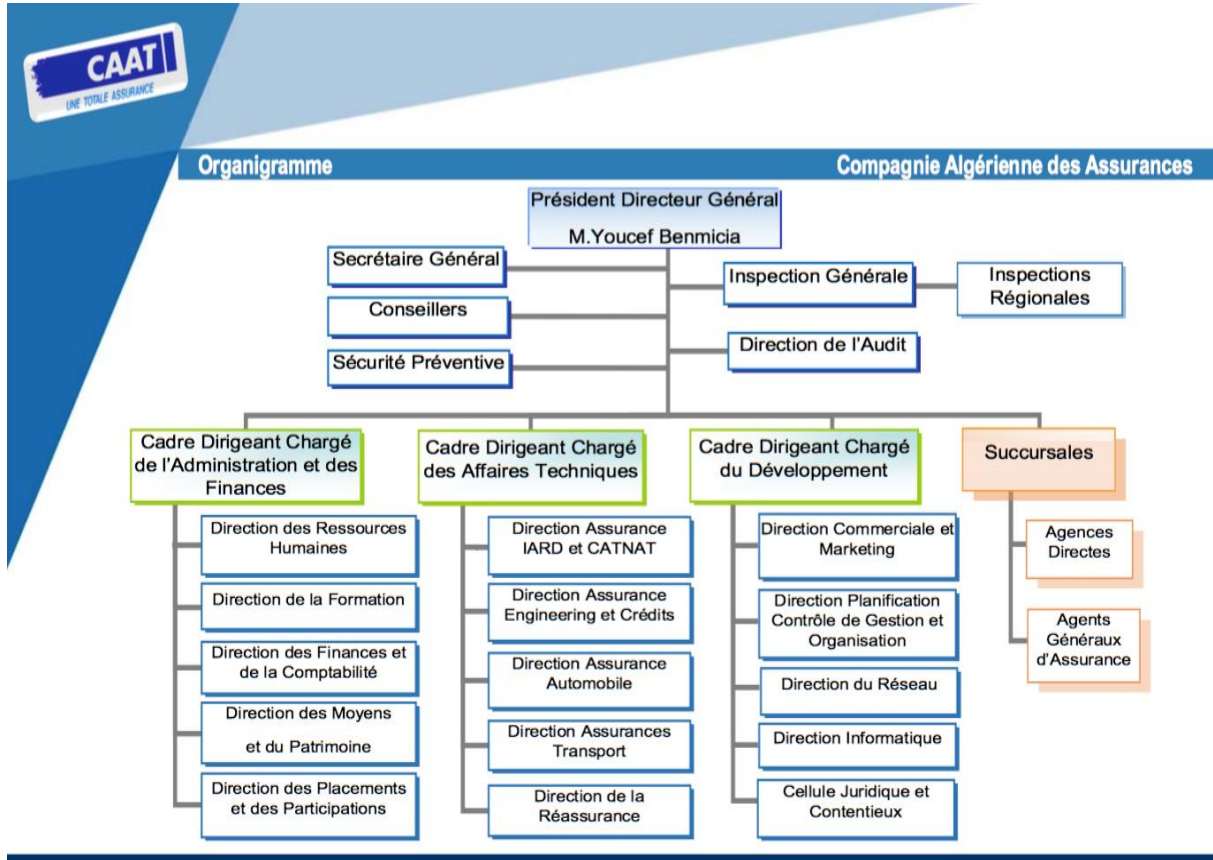 CAAT
UNE TOTALE ASSURANCE
Organigramme
Compagnie Algérienne des Assurances
Président Directeur Général
M.Youcef Benmicia
Secrétaire Général
Conseillers
Sécurité Préventive
Inspection Générale
Inspections
Régionales
Direction de l'Audit
Cadre Dirigeant Chargé
de l'Administration et des
Finances
Direction des Ressources
Humaines
Direction de la Formation
Direction des Finances et
de la Comptabilité
Direction des Moyens
et du Patrimoine
Direction des Placements
et des Participations
Cadre Dirigeant Chargé
des Affaires Techniques
Direction Assurance
IARD et CATNAT
Direction Assurance
Engineering et Crédits
Direction Assurance
Automobile
Direction Assurances
Transport
Direction de la
Réassurance
Cadre Dirigeant Chargé
du Développement
Direction Commerciale et
Marketing
Direction Planification
Contrôle de Gestion et
Organisation
Direction du Réseau
Direction Informatique
Cellule Juridique et
Contentieux
Succursales
Agences
Directes
Agents
Généraux
d'Assurance